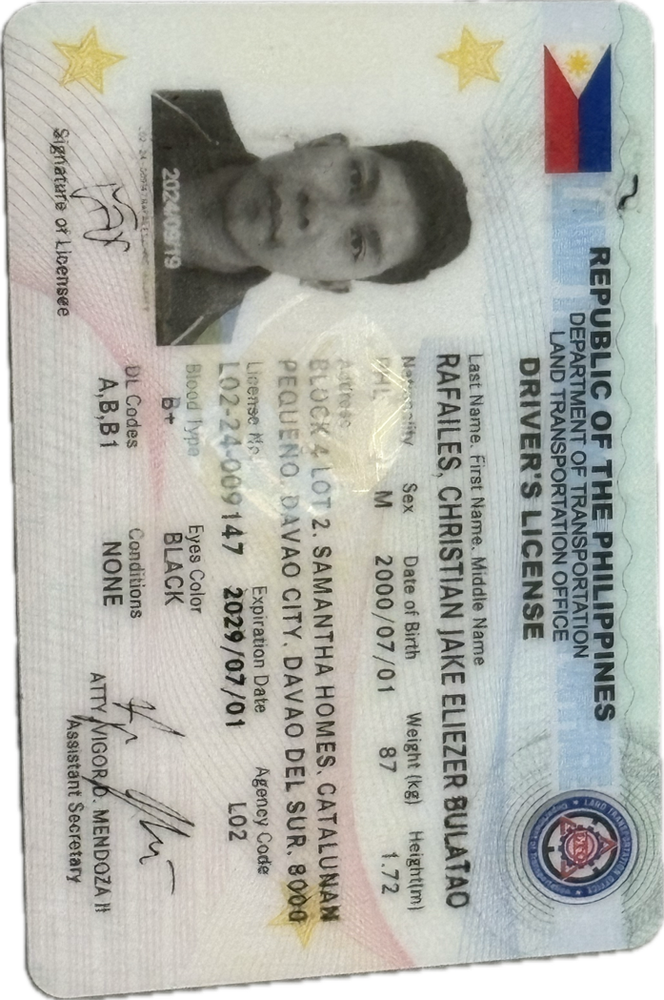 REPUBLIC OF THE PHILIPPINES
DEPARTMENT OF TRANSPORTATION
LAND TRANSPORTATION OFFICE
DRIVER'S LICENSE
Last Name. First Name. Middle Name
RAFAILES, CHRISTIAN JAKE ELIEZER BULATAO
Nationality Sex Date of Birth Weight (kg) Height(m)
PHL M 2000/07/01 87 1.72
Address
BLOCK 4 LOT 2. SAMANTHA HOMES. CATALUNAN
PEQUENO. DAVAO CITY. DAVAO DEL SUR. 8000
License No. Expiration Date Agency Code
L02-24-009147 2029/07/01 L02
Blood Type Eyes Color
B+ BLACK
DL Codes Conditions
A,B,B1 NONE
2024/09/19
Signature of Licensee
ATTY. VIGOR D. MENDOZA II
Assistant Secretary